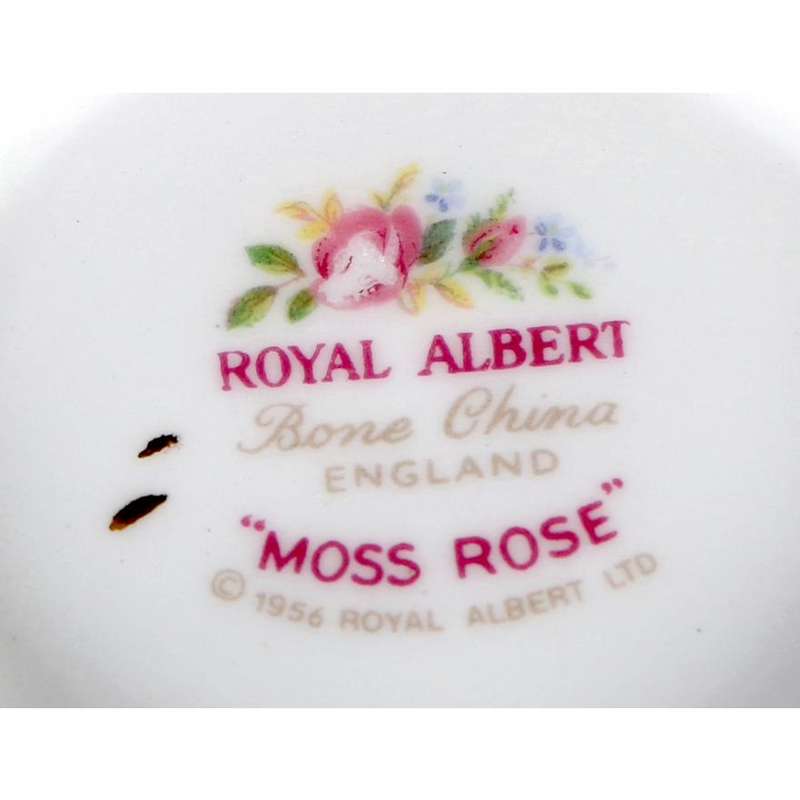 ROYAL ALBERT
Bone China
ENGLAND
"MOSS ROSE"
© 1956 ROYAL ALBERT LTD